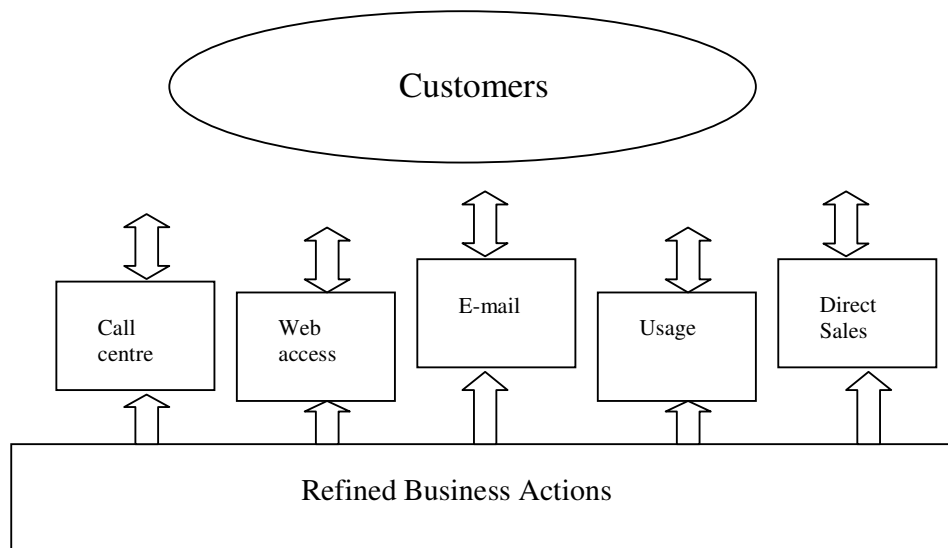 Customers
Call
centre
Web
access
E-mail
Usage
Direct
Sales
Refined Business Actions